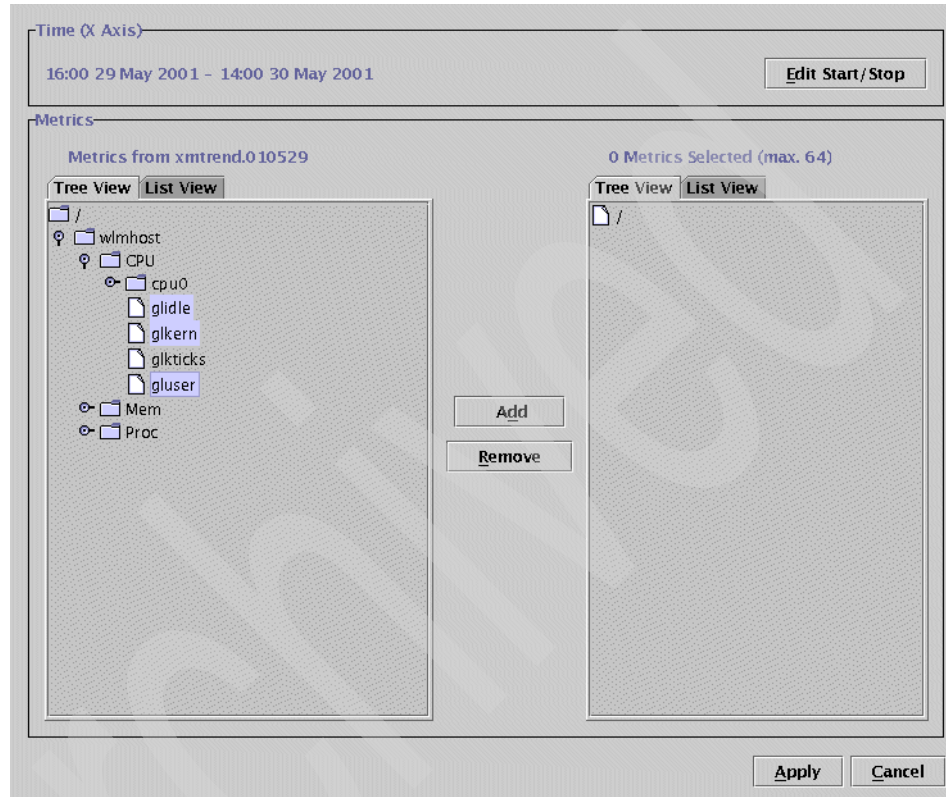 Time (X Axis)
16:00 29 May 2001 - 14:00 30 May 2001
Edit Start/Stop
Metrics
Metrics from xmtrend.010529
0 Metrics Selected (max. 64)
Tree View List View
Tree View List View
/
/
wlmhost
CPU
cpu0
glidle
glkern
glkticks
gluser
Mem
Proc
Add
Remove
Apply Cancel